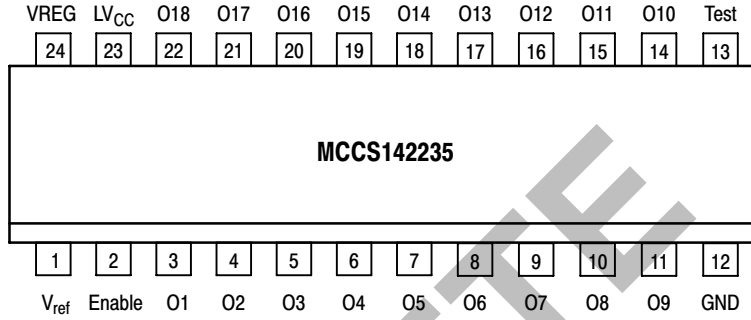 VREG LVCC O18 O17 O16 O15 O14 O13 O12 O11 O10 Test
24 23 22 21 20 19 18 17 16 15 14 13
MCCS142235
1 2 3 4 5 6 7 8 9 10 11 12
Vref Enable O1 O2 O3 O4 O5 O6 O7 O8 O9 GND